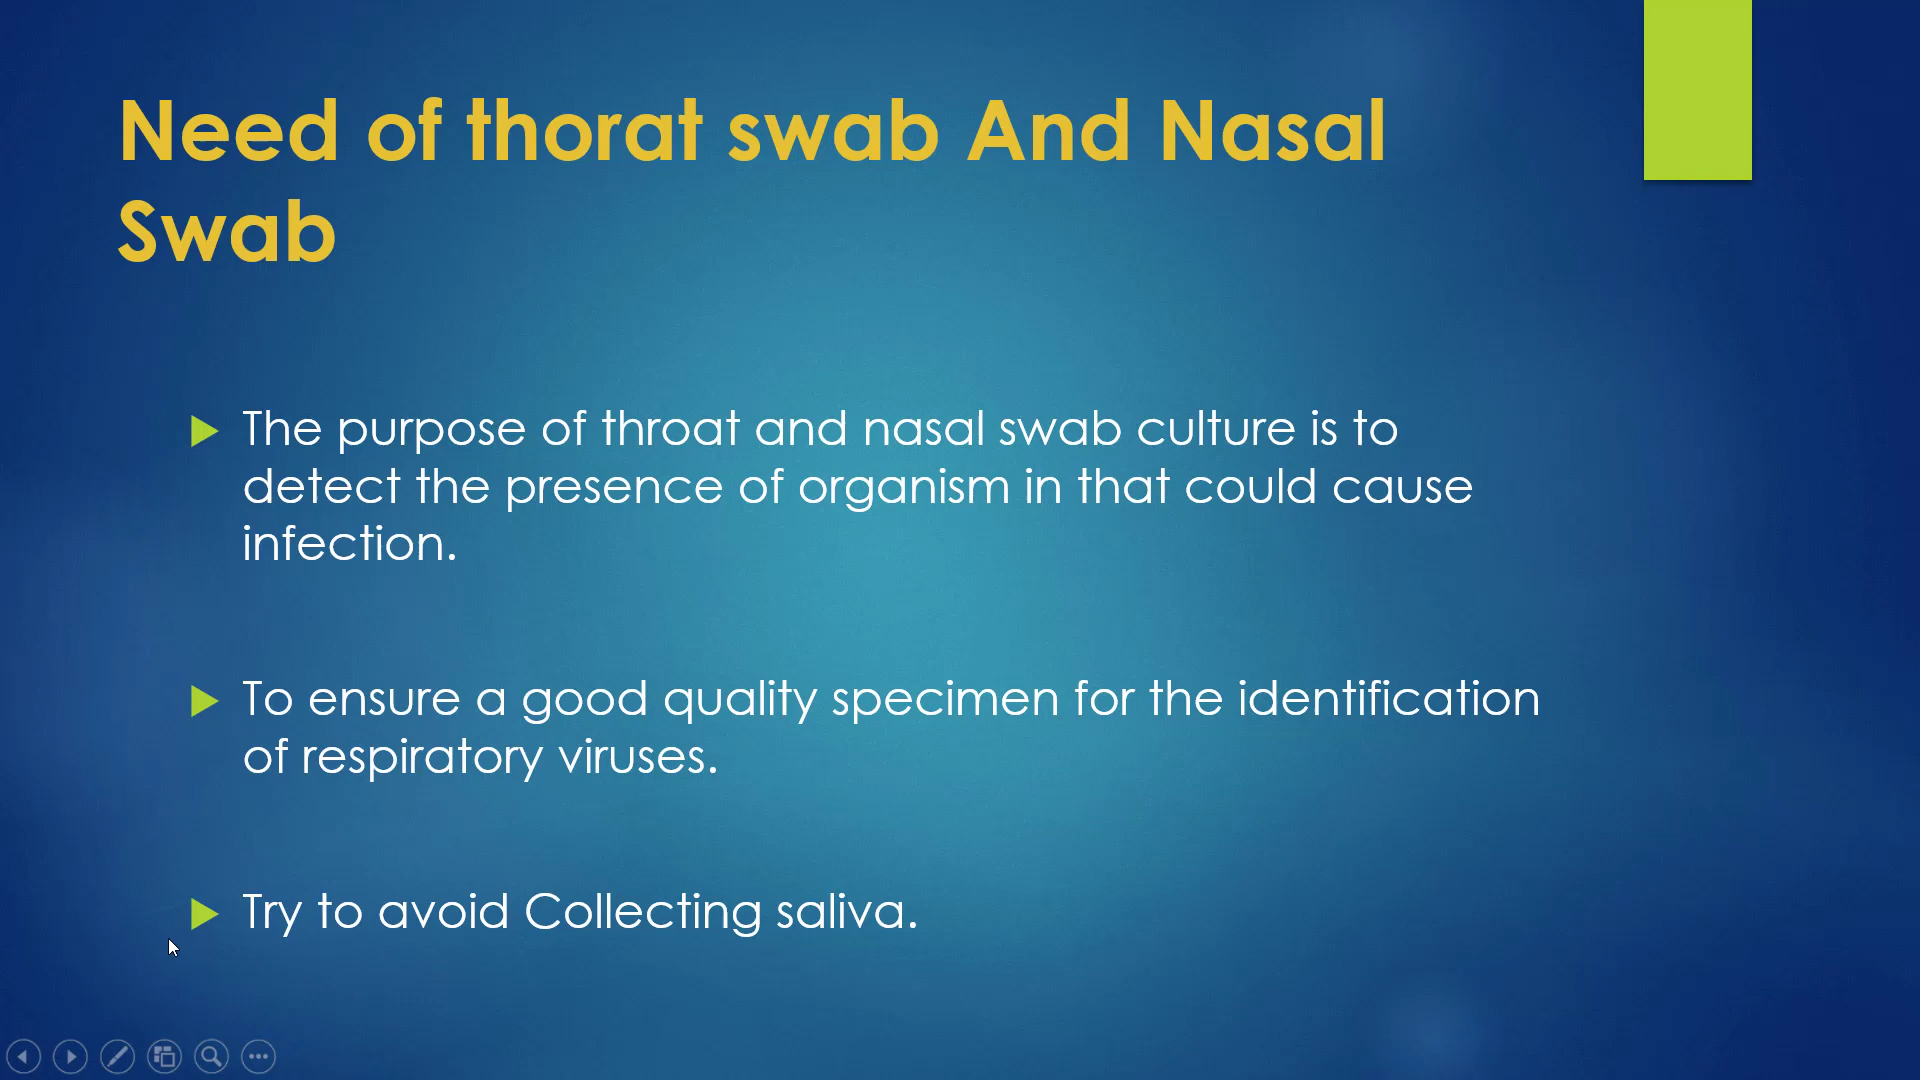 Need of thorat swab And Nasal
Swab
The purpose of throat and nasal swab culture is to
detect the presence of organism in that could cause
infection.
To ensure a good quality specimen for the identification
of respiratory viruses.
Try to avoid Collecting saliva.